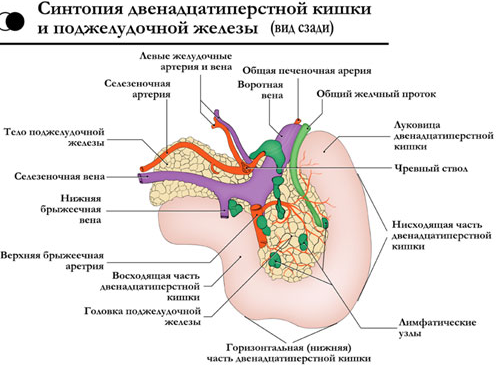 Синтопия двенадцатиперстной кишки
и поджелудочной железы (вид сзади)
Левые желудочные
артерия и вена
Общая печеночная арерия
Селезеночная
артерия
Воротная
вена
Общий желчный проток
Луковица
двенадцатиперстной
кишки
Тело поджелудочной
железы
Чревный ствол
Селезеночная вена
Нижняя
брыжеечная
вена
Нисходящая часть
двенадцатиперстной
кишки
Верхняя брыжеечная
аретрия
Восходящая часть
двенадцатиперстной
кишки
Головка поджелудочной
железы
Лимфатические
узлы
Горизонтальная (нижняя)
часть двенадцатиперстной кишки